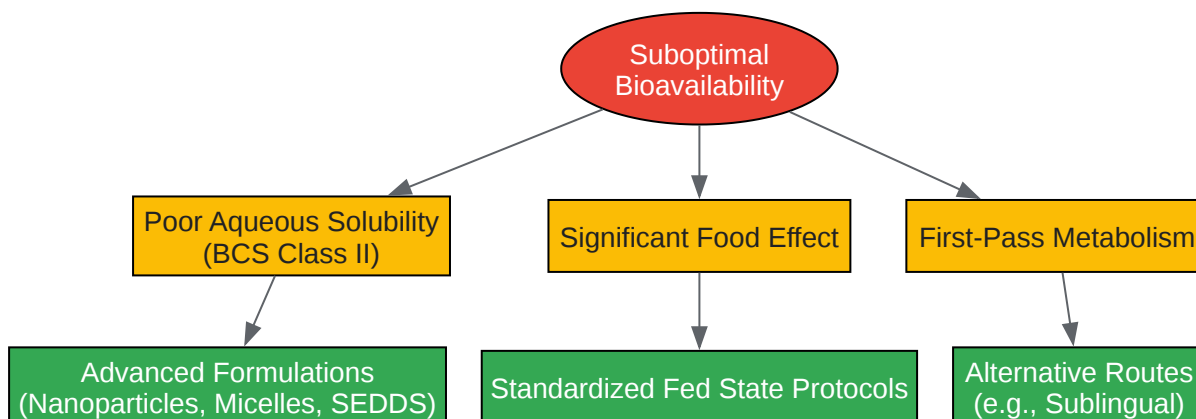 Suboptimal
Bioavailability
Poor Aqueous Solubility
(BCS Class II)
Significant Food Effect
First-Pass Metabolism
Advanced Formulations
(Nanoparticles, Micelles, SEDDS)
Standardized Fed State Protocols
Alternative Routes
(e.g., Sublingual)